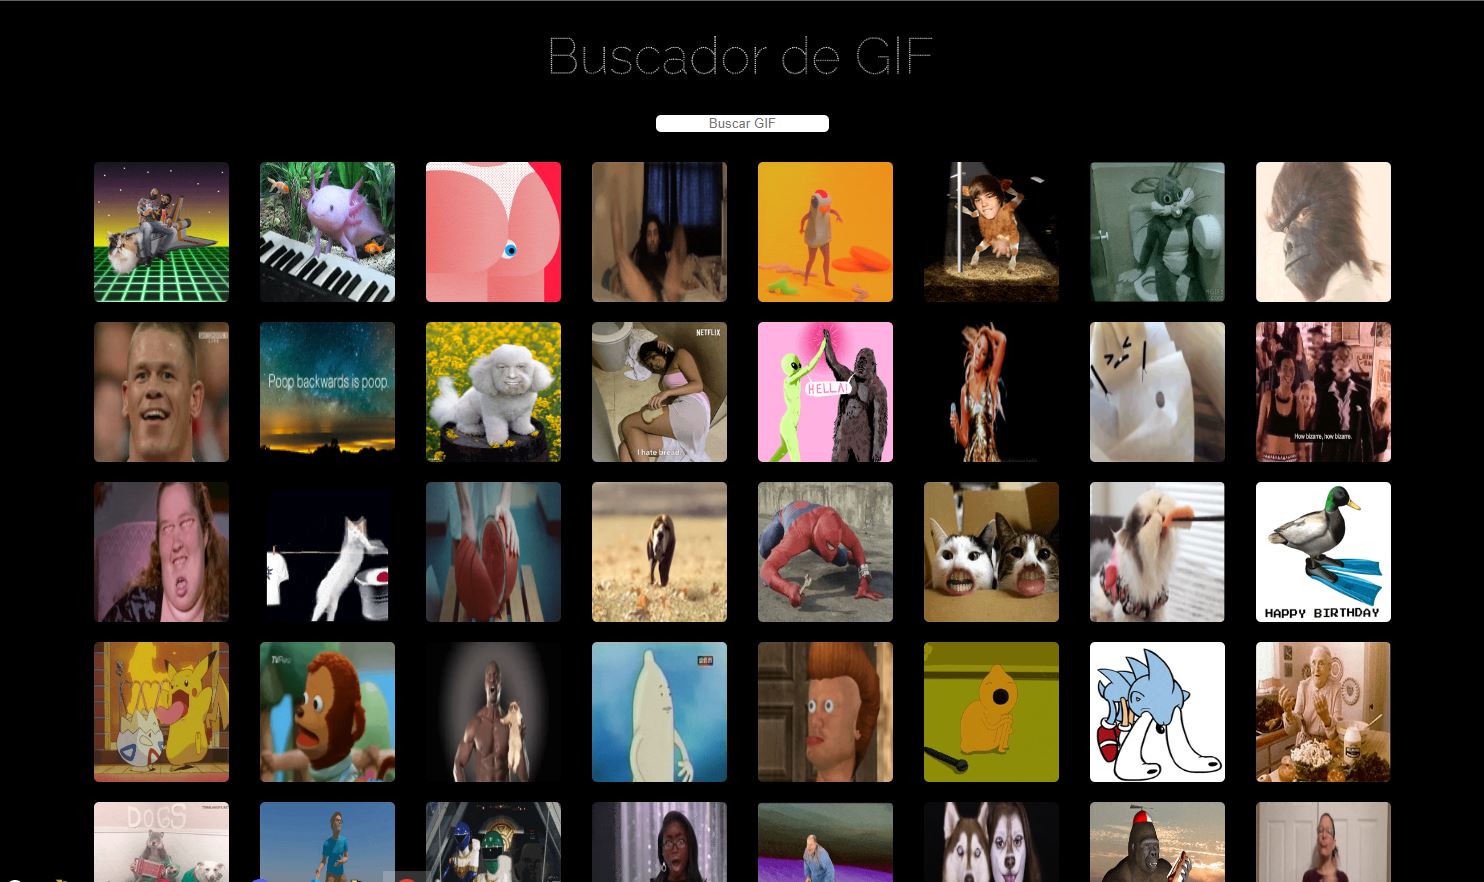 Buscador de GIF
Buscar GIF
Poop backwards is poop.
NETFLIX
I hate bread.
HELLA!
How bizarre, how bizarre.
HAPPY BIRTHDAY
DOGS